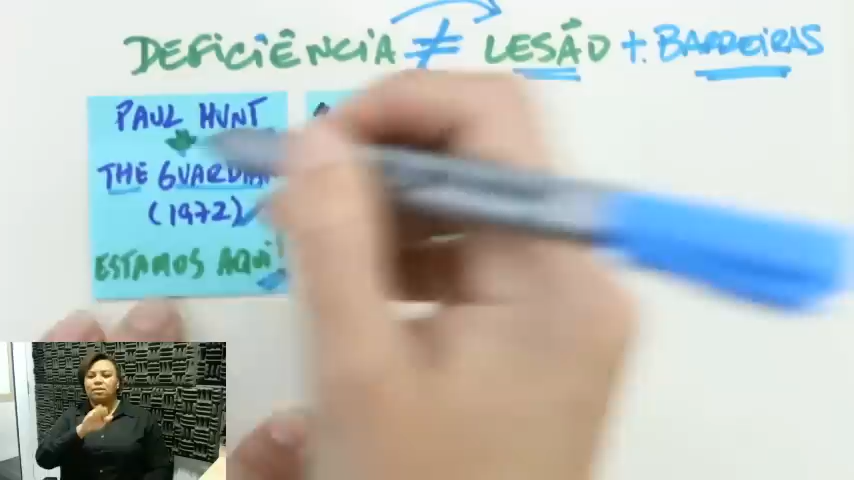 DEFICIÊNCIA ≠ LESÃO + BARREIRAS
PAUL HUNT
THE GUARDIAN
(1972)
ESTAMOS AQUI!